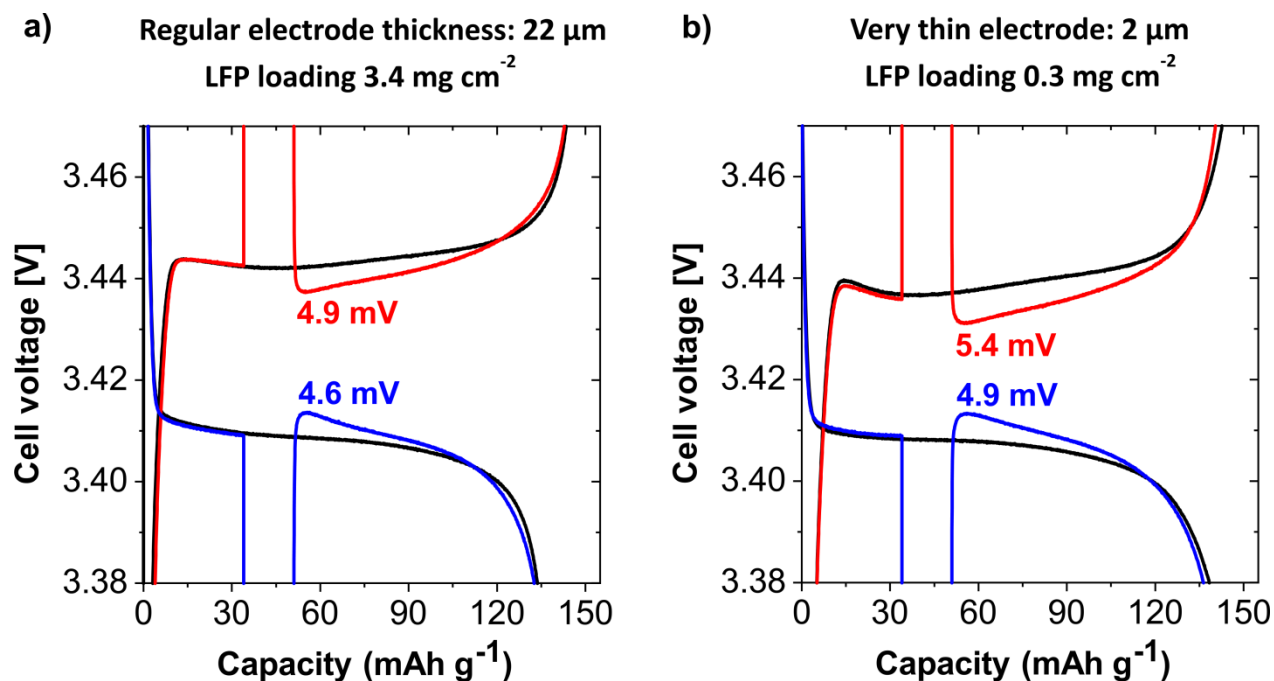 a) Regular electrode thickness: 22 µm
LFP loading 3.4 mg cm⁻²
Cell voltage [V]
3.46
3.44
3.42
3.40
3.38
4.9 mV
4.6 mV
0 30 60 90 120 150
Capacity (mAh g⁻¹)
b) Very thin electrode: 2 µm
LFP loading 0.3 mg cm⁻²
Cell voltage [V]
3.46
3.44
3.42
3.40
3.38
5.4 mV
4.9 mV
0 30 60 90 120 150
Capacity (mAh g⁻¹)